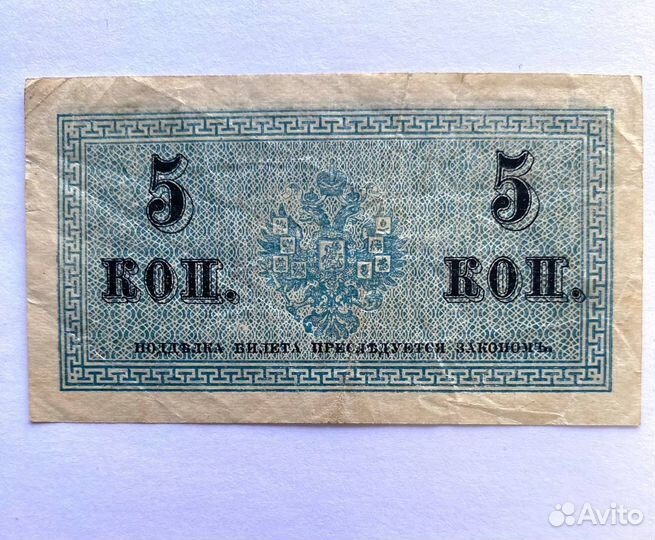 5 5
КОП. КОП.
ПОДДѢЛКА БИЛЕТА ПРЕСЛѢДУЕТСЯ ЗАКОНОМЪ.
Avito